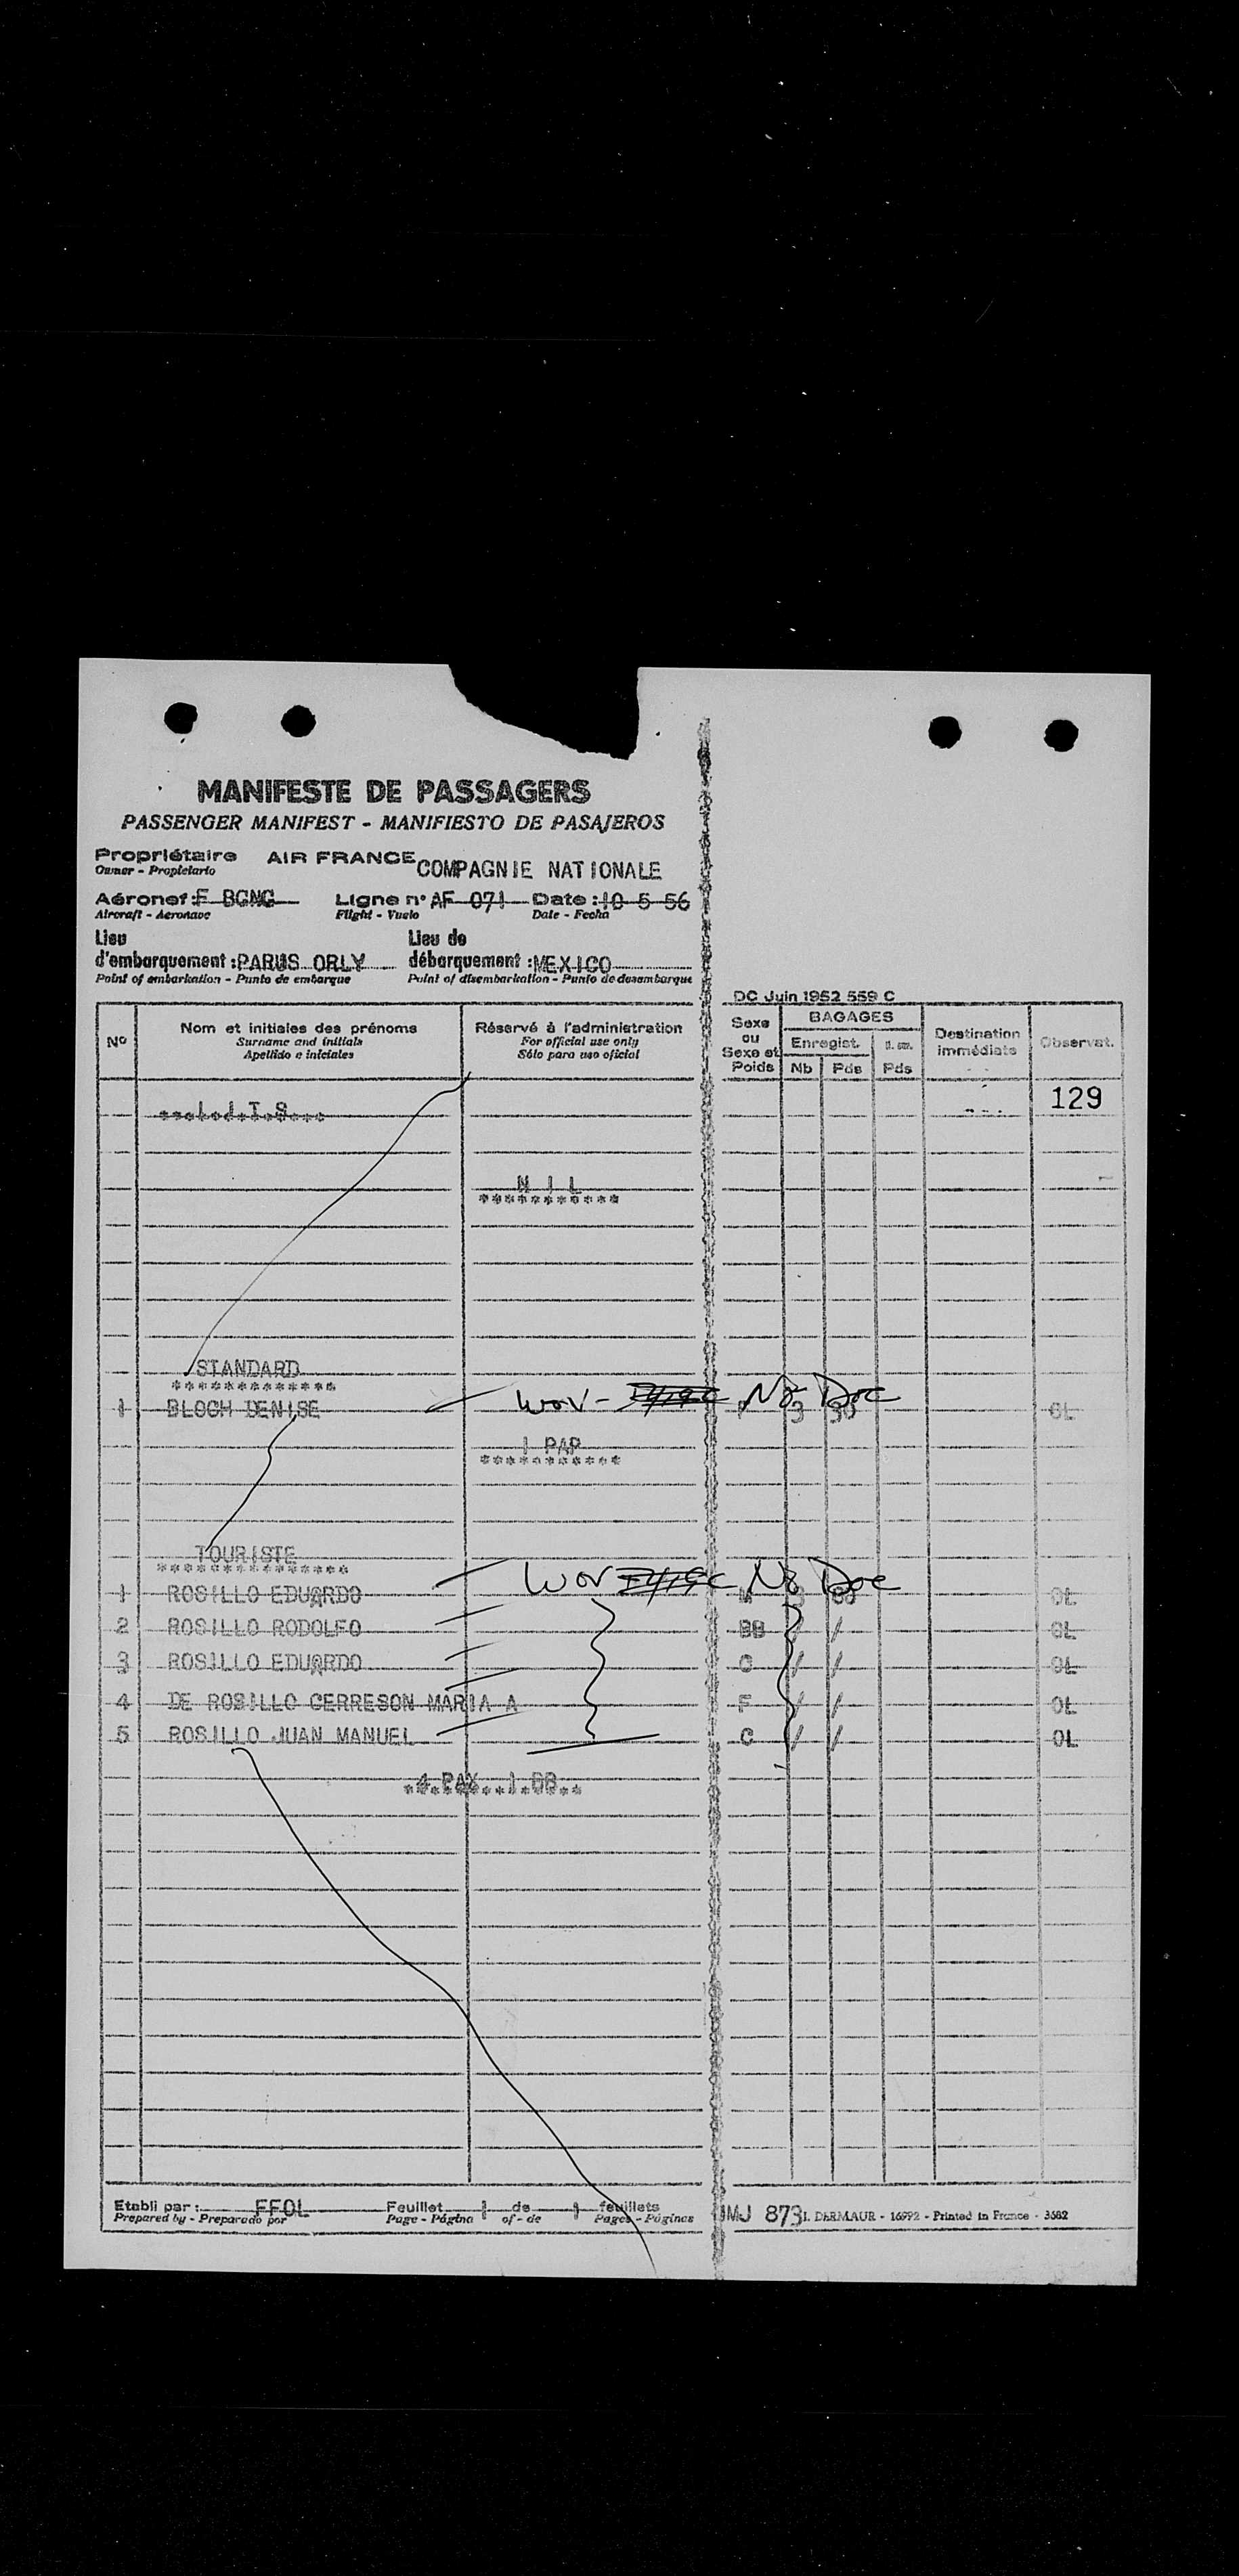 MANIFESTE DE PASSAGERS
PASSENGER MANIFEST - MANIFIESTO DE PASAJEROS
Propriétaire AIR FRANCE COMPAGNIE NATIONALE
Owner - Propietario
Aéronef : F BGNG Ligne n° AF 071 Date : 10 5 56
Aircraft - Aeronave Flight - Vuelo Date - Fecha
Lieu d'embarquement : PARIIS ORLY Lieu de débarquement : MEXICO
Point of embarkation - Punto de embarque Point of disembarkation - Punto de desembarque
DC Juin 1952 559 C
N° Nom et initiales des prénoms Réservé à l'administration Sexe ou Sexe et Poids BAGAGES Enregist. Nb Pds Pds Destination immédiate Observat.
Surname and initials For official use only
Apellido e iniciales Sólo para uso oficial
129
N I L
***********
STANDARD
*************
1 BLOCH DENISE WOV- No Doc F 3 30 OL
1 PAP
***********
TOURISTE
***************
1 ROSILLO EDUARDO WOV No Doc M OL
2 ROSILLO RODOLFO BB / / OL
3 ROSILLO EDUARDO C / / OL
4 DE ROSILLO CERRESON MARIA A F / / OL
5 ROSILLO JUAN MANUEL C / / OL
4 PAX 1 BB
Etabli par : FFOL Feuillet 1 de 1 feuillets
Prepared by - Preparado por Page - Página of - de Pages - Páginas
IMJ 873 I. DERMAUR - 16992 - Printed in France - 3582